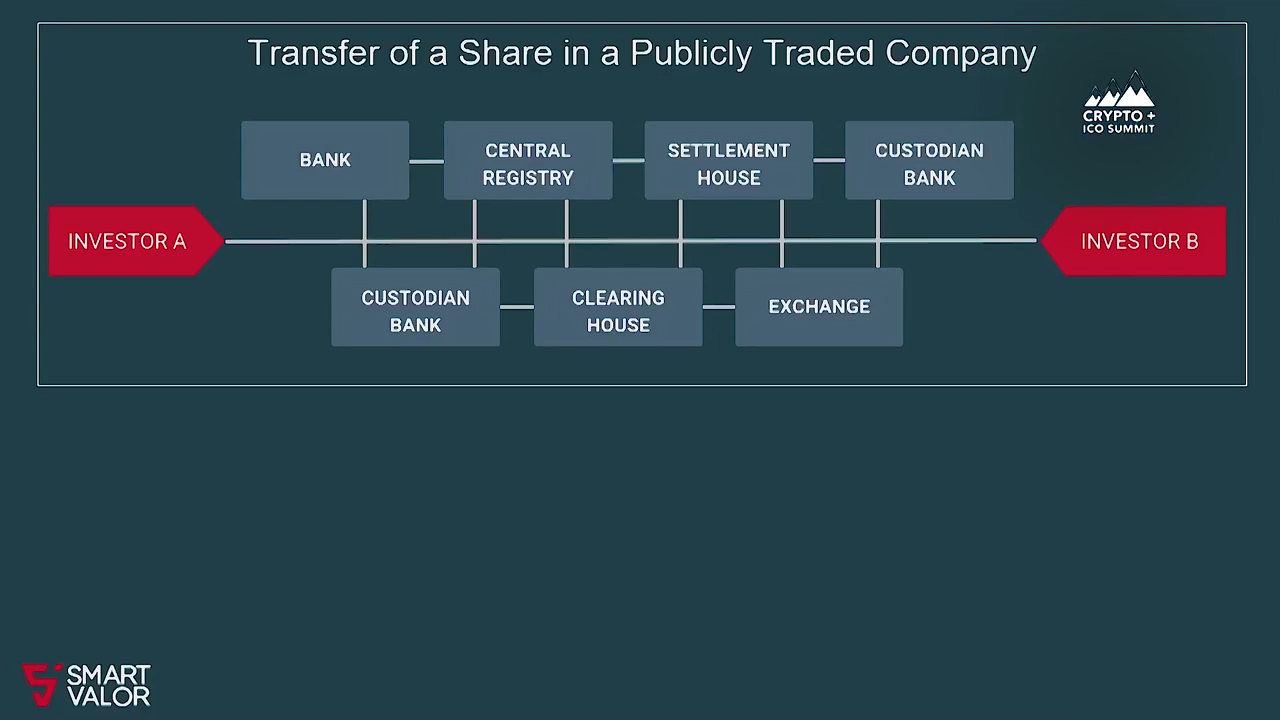 Transfer of a Share in a Publicly Traded Company
CRYPTO +
ICO SUMMIT
BANK
CENTRAL
REGISTRY
SETTLEMENT
HOUSE
CUSTODIAN
BANK
INVESTOR A
INVESTOR B
CUSTODIAN
BANK
CLEARING
HOUSE
EXCHANGE
SMART
VALOR